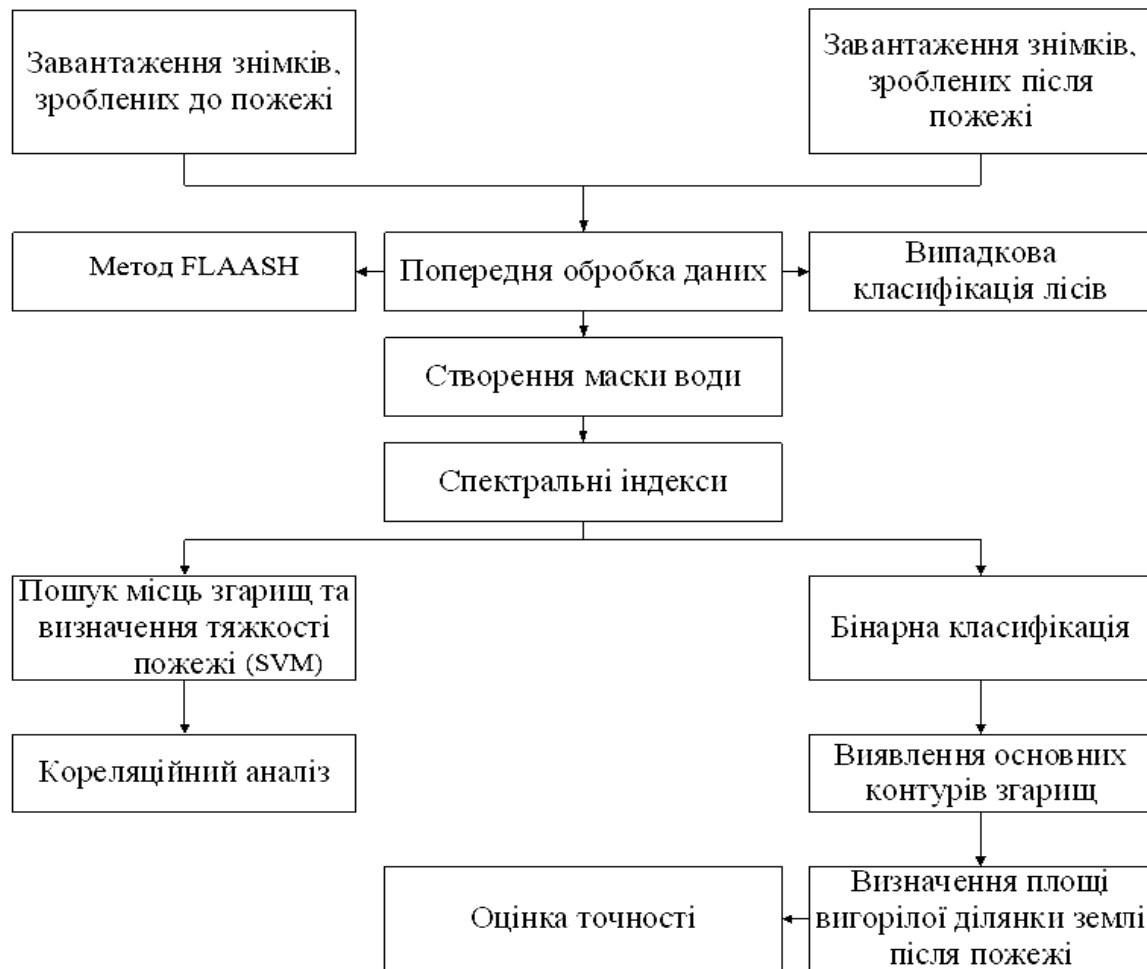 Завантаження знімків,
зроблених до пожежі
Завантаження знімків,
зроблених після
пожежі
Метод FLAASH
Попередня обробка даних
Випадкова
класифікація лісів
Створення маски води
Спектральні індекси
Пошук місць згарищ та
визначення тяжкості
пожежі (SVM)
Бінарна класифікація
Кореляційний аналіз
Виявлення основних
контурів згарищ
Оцінка точності
Визначення площі
вигорілої ділянки землі
після пожежі